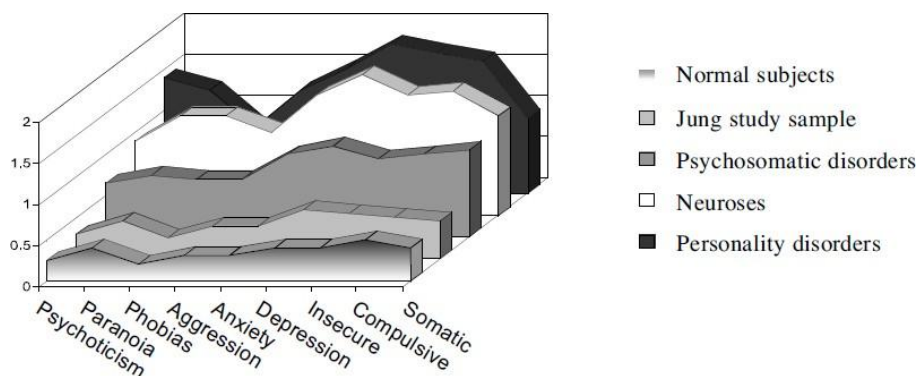 2
1.5
1
0.5
0
Psychoticism
Paranoia
Phobias
Aggression
Anxiety
Depression
Insecure
Compulsive
Somatic
Normal subjects
Jung study sample
Psychosomatic disorders
Neuroses
Personality disorders